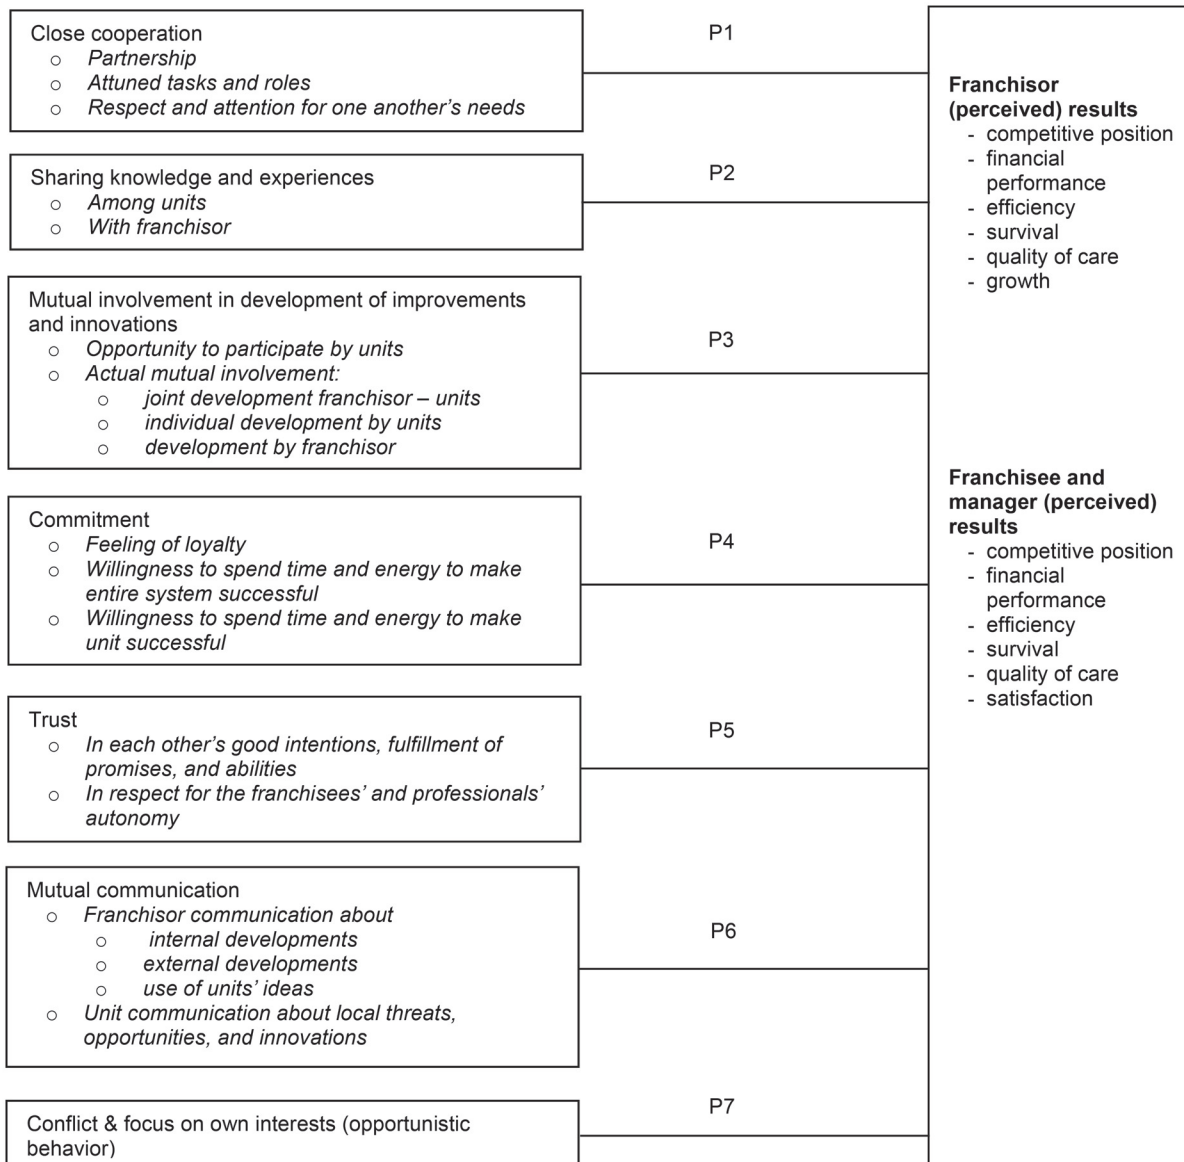 Close cooperation
o Partnership
o Attuned tasks and roles
o Respect and attention for one another's needs
P1
Sharing knowledge and experiences
o Among units
o With franchisor
P2
Mutual involvement in development of improvements
and innovations
o Opportunity to participate by units
o Actual mutual involvement:
o joint development franchisor – units
o individual development by units
o development by franchisor
P3
Commitment
o Feeling of loyalty
o Willingness to spend time and energy to make
entire system successful
o Willingness to spend time and energy to make
unit successful
P4
Trust
o In each other's good intentions, fulfillment of
promises, and abilities
o In respect for the franchisees' and professionals'
autonomy
P5
Mutual communication
o Franchisor communication about
o internal developments
o external developments
o use of units' ideas
o Unit communication about local threats,
opportunities, and innovations
P6
Conflict & focus on own interests (opportunistic
behavior)
P7
Franchisor
(perceived) results
- competitive position
- financial
performance
- efficiency
- survival
- quality of care
- growth
Franchisee and
manager (perceived)
results
- competitive position
- financial
performance
- efficiency
- survival
- quality of care
- satisfaction